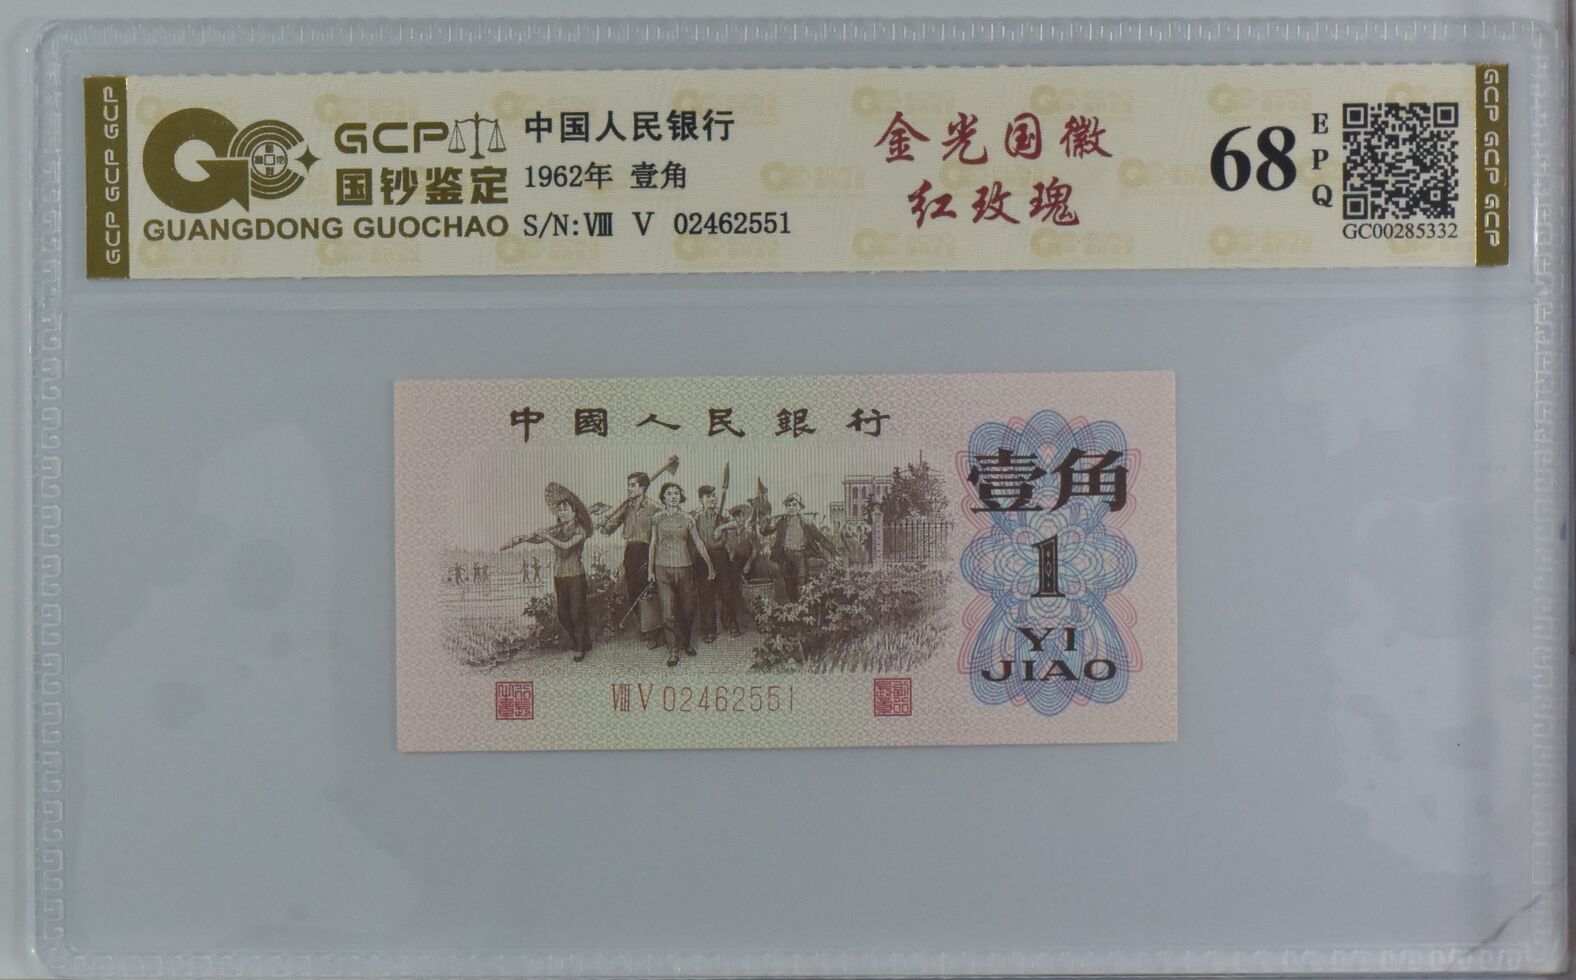 GCP GCP GCP
GCP
国钞鉴定
GUANGDONG GUOCHAO
中国人民银行
1962年 壹角
S/N:Ⅷ Ⅴ 02462551
金光国徽
红玫瑰
68
EPQ
GC00285332
GCP GCP GCP
中國人民銀行
壹角
1
YI
JIAO
Ⅷ Ⅴ 02462551